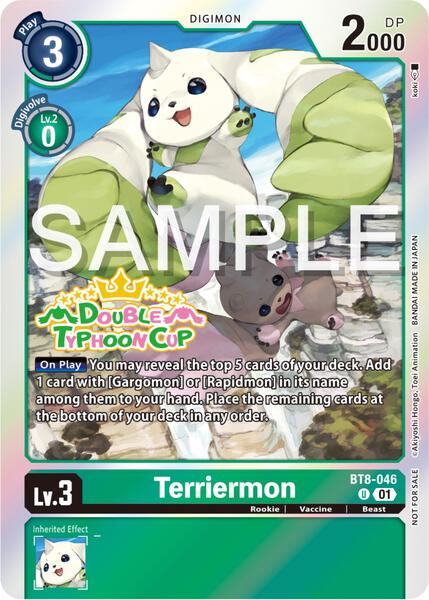 DIGIMON
Play
3
DP
2000
Digivolve
Lv.2
0
koki
SAMPLE
DOUBLE
TYPHOON CUP
[On Play] You may reveal the top 5 cards of your deck. Add
1 card with [Gargomon] or [Rapidmon] in its name
among them to your hand. Place the remaining cards at
the bottom of your deck in any order.
©Akiyoshi Hongo, Toei Animation BANDAI MADE IN JAPAN
NOT FOR SALE
BT8-046
Lv.3
Terriermon
U 01
Rookie | Vaccine | Beast
Inherited Effect
-